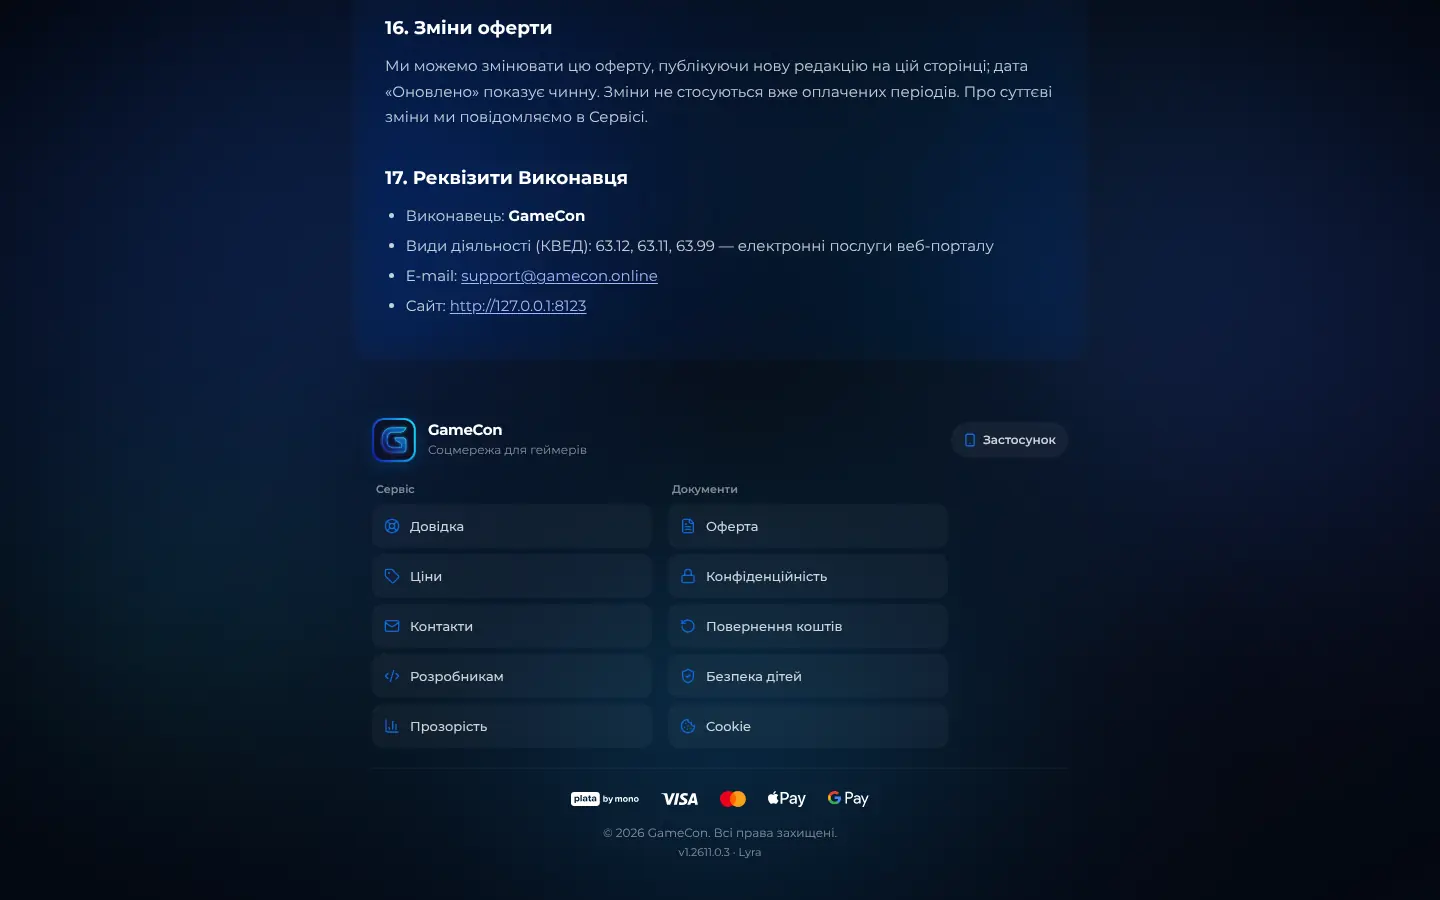 16. Зміни оферти
Ми можемо змінювати цю оферту, публікуючи нову редакцію на цій сторінці; дата
«Оновлено» показує чинну. Зміни не стосуються вже оплачених періодів. Про суттєві
зміни ми повідомляємо в Сервісі.
17. Реквізити Виконавця
• Виконавець: GameCon
• Види діяльності (КВЕД): 63.12, 63.11, 63.99 — електронні послуги веб-порталу
• E-mail: support@gamecon.online
• Сайт: http://127.0.0.1:8123
GameCon
Соцмережа для геймерів
Застосунок
Сервіс
Довідка
Ціни
Контакти
Розробникам
Прозорість
Документи
Оферта
Конфіденційність
Повернення коштів
Безпека дітей
Cookie
plata by mono VISA Pay G Pay
© 2026 GameCon. Всі права захищені.
v1.2611.0.3 · Lyra